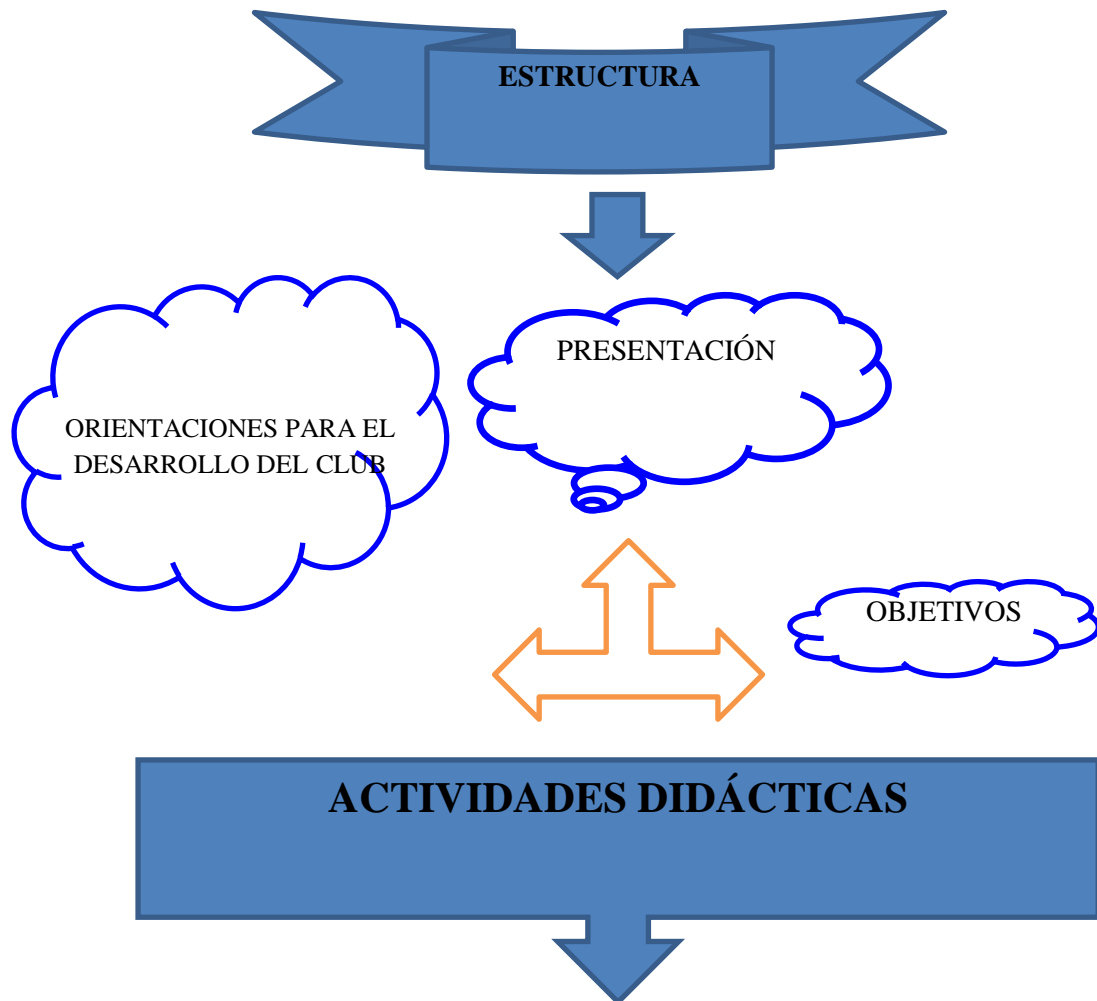 ESTRUCTURA
PRESENTACIÓN
ORIENTACIONES PARA EL
DESARROLLO DEL CLUB
OBJETIVOS
ACTIVIDADES DIDÁCTICAS